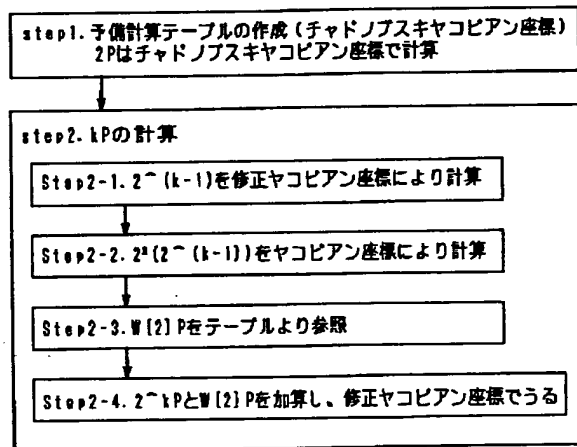 step1.予備計算テーブルの作成(チャドノブスキヤコピアン座標)
2Pはチャドノブスキヤコピアン座標で計算
step2.kPの計算
Step2-1.2^(k-1)を修正ヤコピアン座標により計算
Step2-2.2*(2^(k-1))をヤコピアン座標により計算
Step2-3.W[2]Pをテーブルより参照
Step2-4.2^kPとW[2]Pを加算し、修正ヤコピアン座標でうる